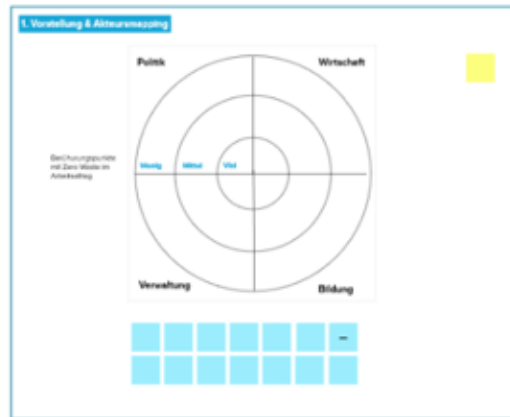 1. Vorstellung & Akteursmapping
Politik
Wirtschaft
Berührungspunkte
mit Zero Waste im
Arbeitsalltag
Wenig
Mittel
Viel
Verwaltung
Bildung